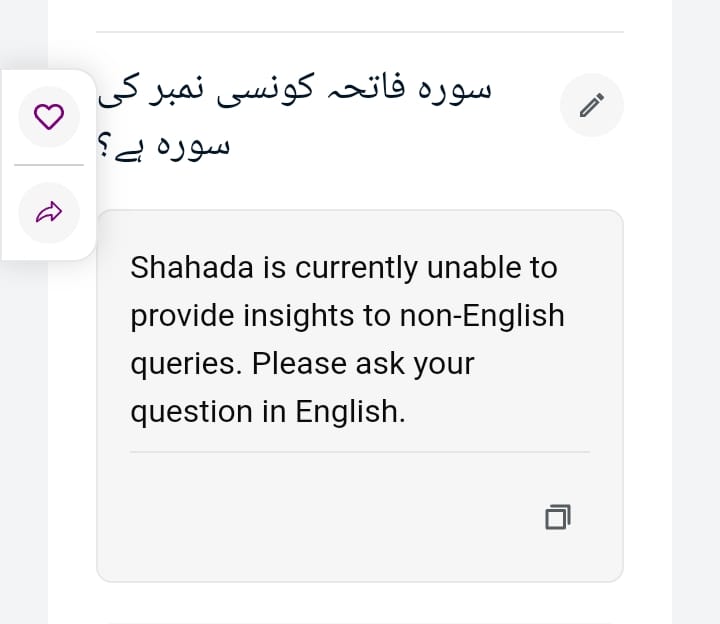 سورہ فاتحہ کونسی نمبر کی
سورہ ہے؟
Shahada is currently unable to
provide insights to non-English
queries. Please ask your
question in English.